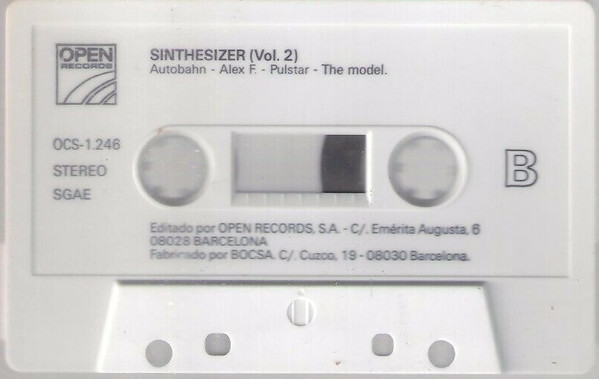 OPEN
RECORDS
SINTHESIZER (Vol. 2)
Autobahn - Alex F. - Pulstar - The model.
OCS-1.246
STEREO
SGAE
B
Editado por OPEN RECORDS, S.A. - C/. Emérita Augusta, 6
08028 BARCELONA
Fabricado por BOCSA. C/. Cuzco, 19 - 08030 Barcelona.